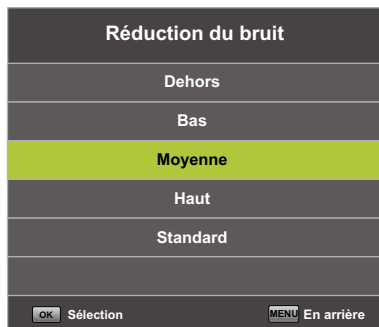 Réduction du bruit
Dehors
Bas
Moyenne
Haut
Standard
OK Sélection MENU En arrière